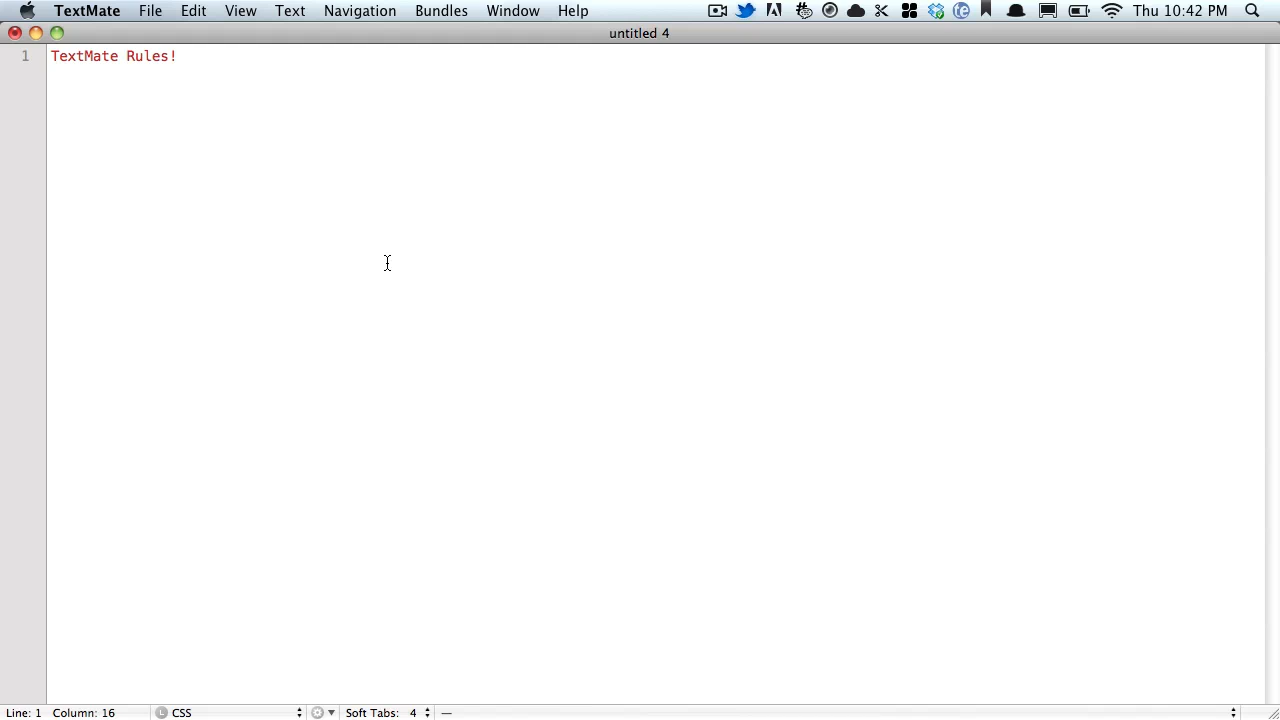 TextMate File Edit View Text Navigation Bundles Window Help Thu 10:42 PM
untitled 4
1 TextMate Rules!
Line: 1 Column: 16 L CSS Soft Tabs: 4 —